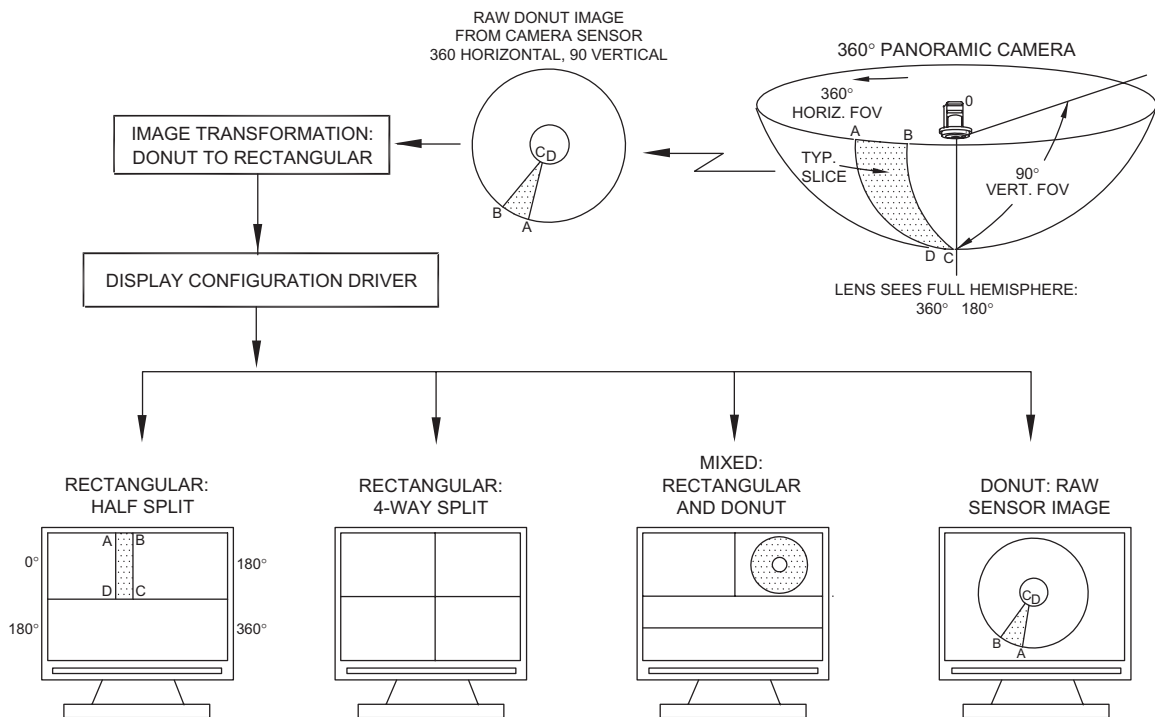 RAW DONUT IMAGE
FROM CAMERA SENSOR
360 HORIZONTAL, 90 VERTICAL
C D
B
A
360° PANORAMIC CAMERA
360°
HORIZ. FOV
0
A
B
TYP.
SLICE
90°
VERT. FOV
D C
LENS SEES FULL HEMISPHERE:
360° 180°
IMAGE TRANSFORMATION:
DONUT TO RECTANGULAR
DISPLAY CONFIGURATION DRIVER
RECTANGULAR:
HALF SPLIT
A B
0° 180°
D C
180° 360°
RECTANGULAR:
4-WAY SPLIT
MIXED:
RECTANGULAR
AND DONUT
DONUT: RAW
SENSOR IMAGE
C D
B
A